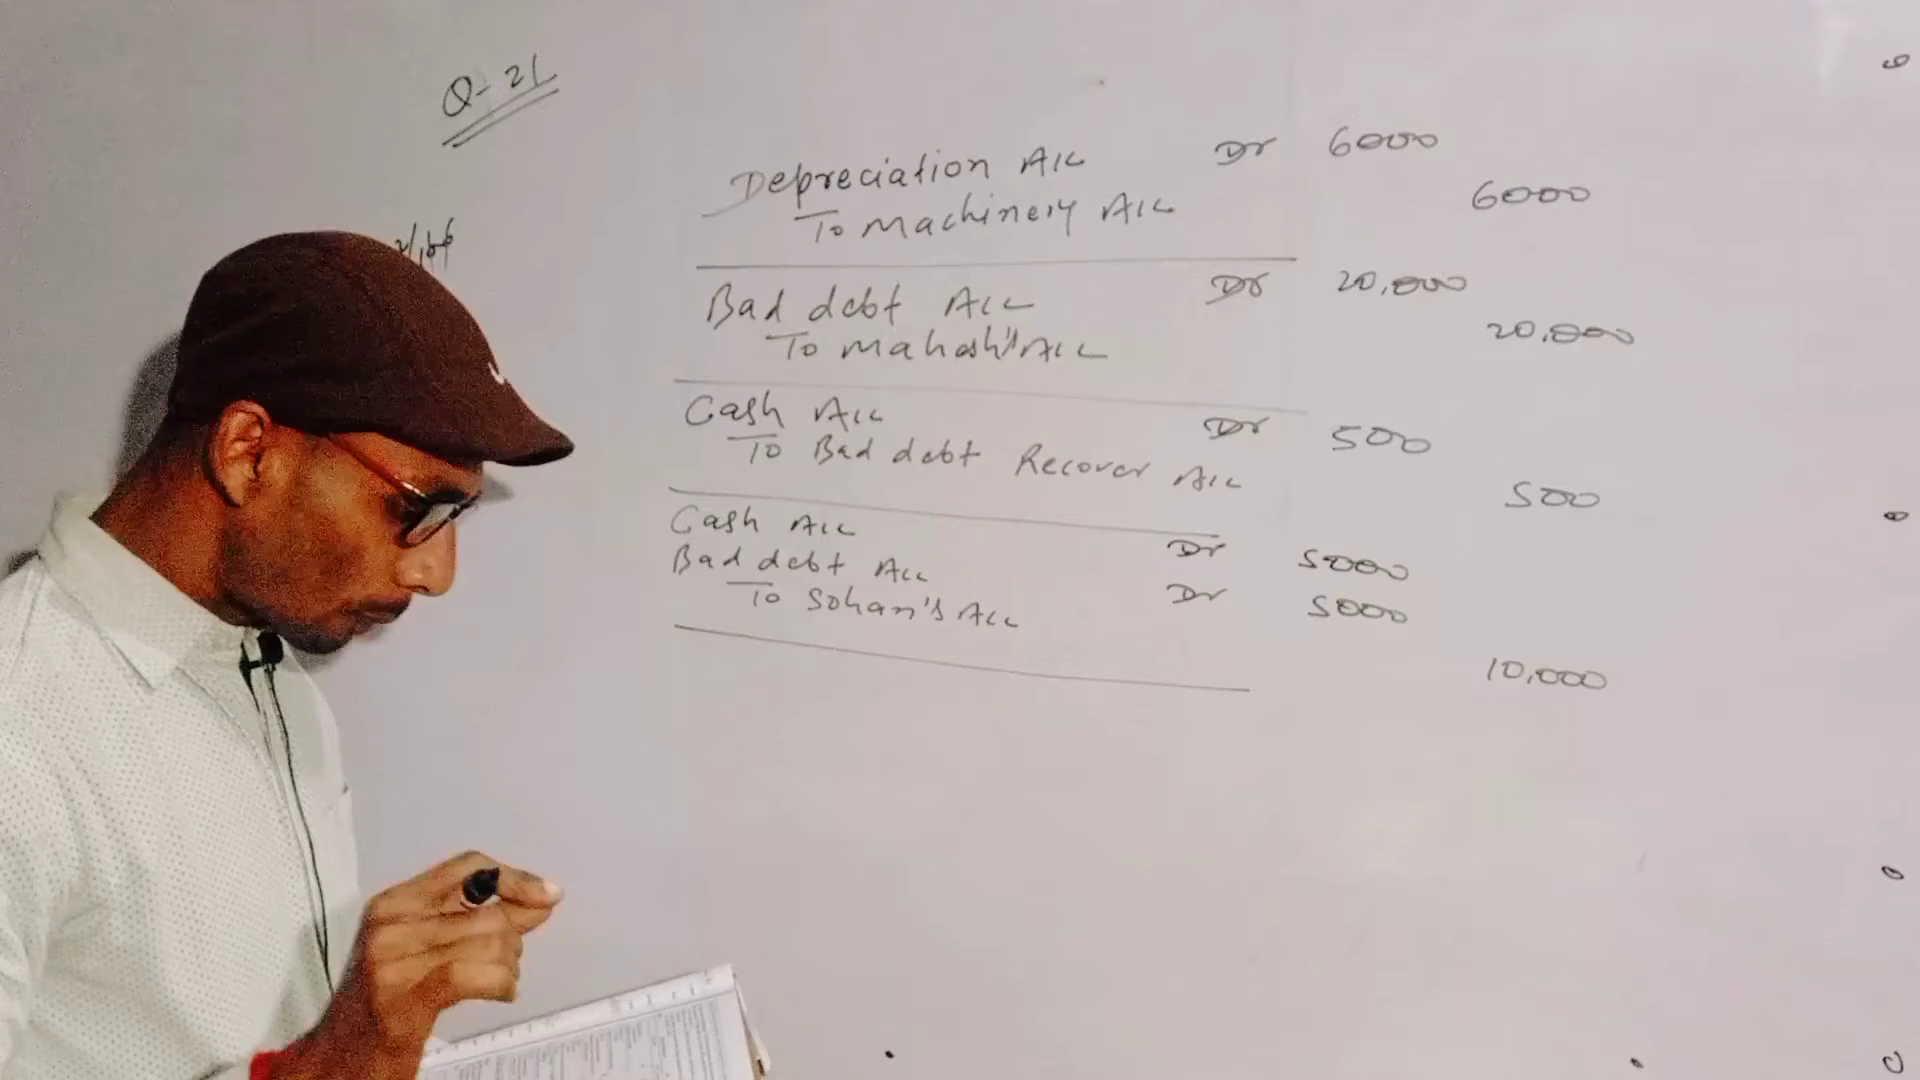 Q-21
Depreciation A/c Dr 6000
To Machinery A/c 6000
Bad debt A/c Dr 20,000
To Mahesh's A/c 20,000
Cash A/c Dr 500
To Bad debt Recover A/c 500
Cash A/c Dr 5000
Bad debt A/c Dr 5000
To Sohan's A/c 10,000